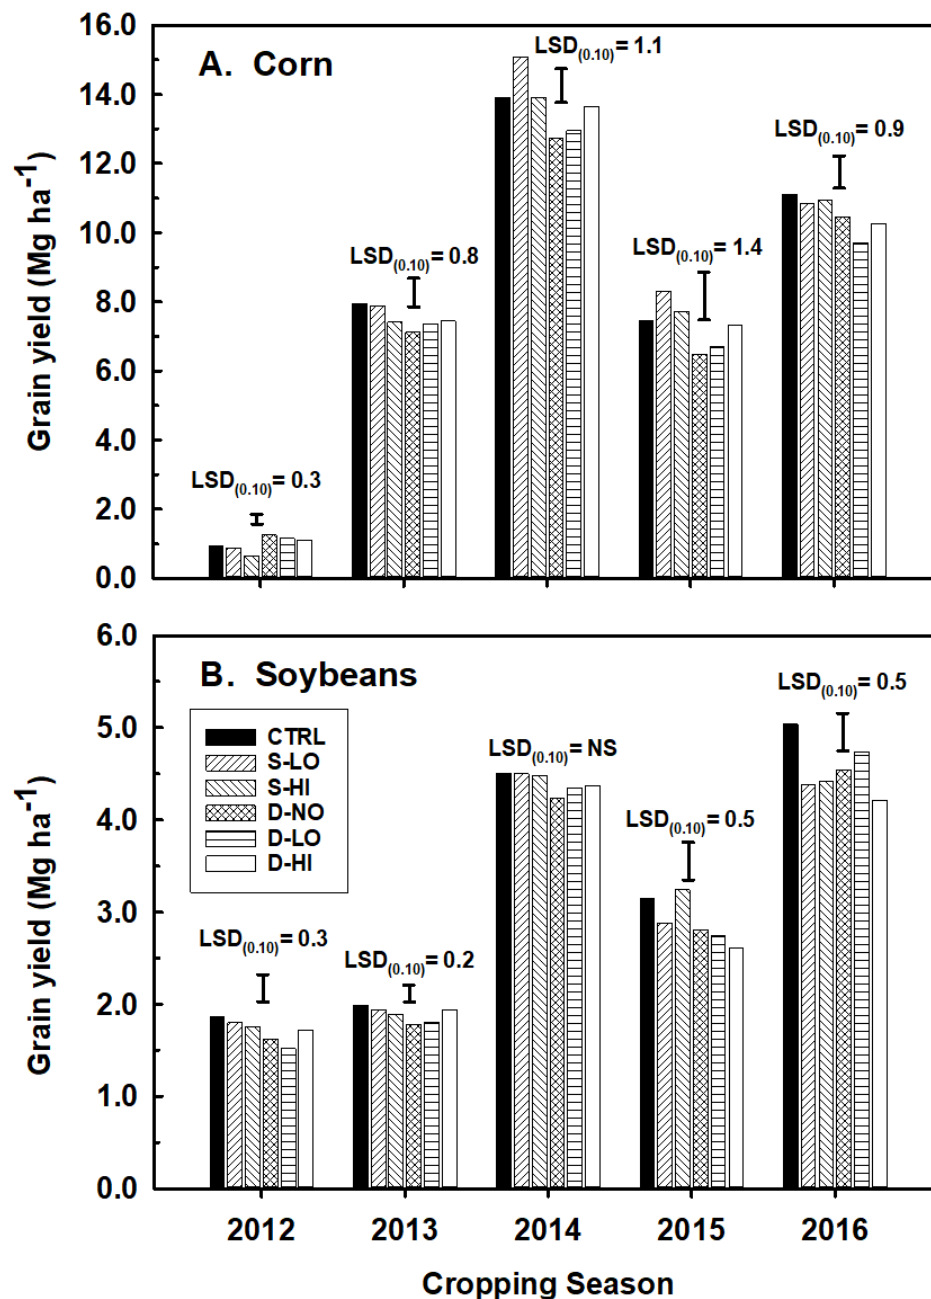 16.0
14.0
12.0
10.0
8.0
6.0
4.0
2.0
0.0
Grain yield (Mg ha⁻¹)
A. Corn
LSD(0.10)= 0.3
LSD(0.10)= 0.8
LSD(0.10)= 1.1
LSD(0.10)= 1.4
LSD(0.10)= 0.9
6.0
5.0
4.0
3.0
2.0
1.0
0.0
Grain yield (Mg ha⁻¹)
B. Soybeans
CTRL
S-LO
S-HI
D-NO
D-LO
D-HI
LSD(0.10)= 0.3
LSD(0.10)= 0.2
LSD(0.10)= NS
LSD(0.10)= 0.5
LSD(0.10)= 0.5
2012 2013 2014 2015 2016
Cropping Season